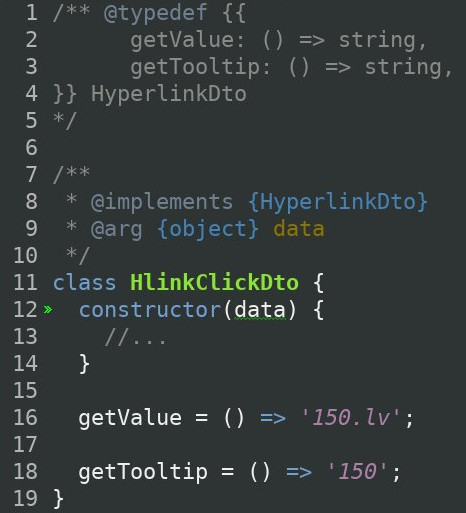 1 /** @typedef {{
2       getValue: () => string,
3       getTooltip: () => string,
4 }} HyperlinkDto
5 */
6
7 /**
8  * @implements {HyperlinkDto}
9  * @arg {object} data
10  */
11 class HlinkClickDto {
12 »  constructor(data) {
13     //...
14   }
15
16   getValue = () => '150.lv';
17
18   getTooltip = () => '150';
19 }